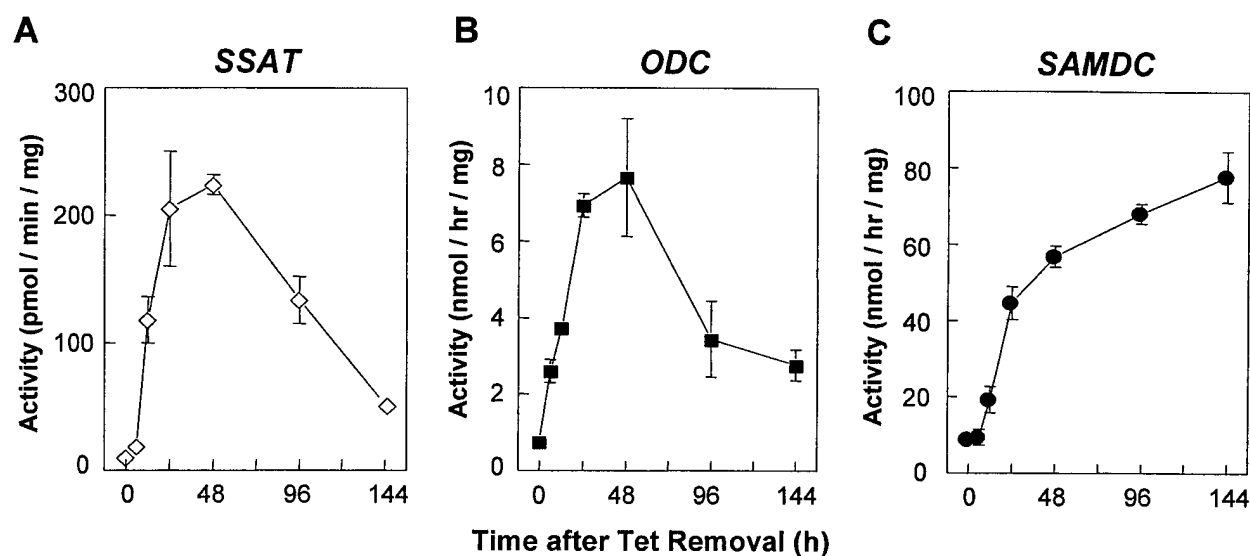 A
SSAT
Activity (pmol / min / mg)
300
200
100
0
0 48 96 144
B
ODC
Activity (nmol / hr / mg)
10
8
6
4
2
0
0 48 96 144
C
SAMDC
Activity (nmol / hr / mg)
100
80
60
40
20
0
0 48 96 144
Time after Tet Removal (h)